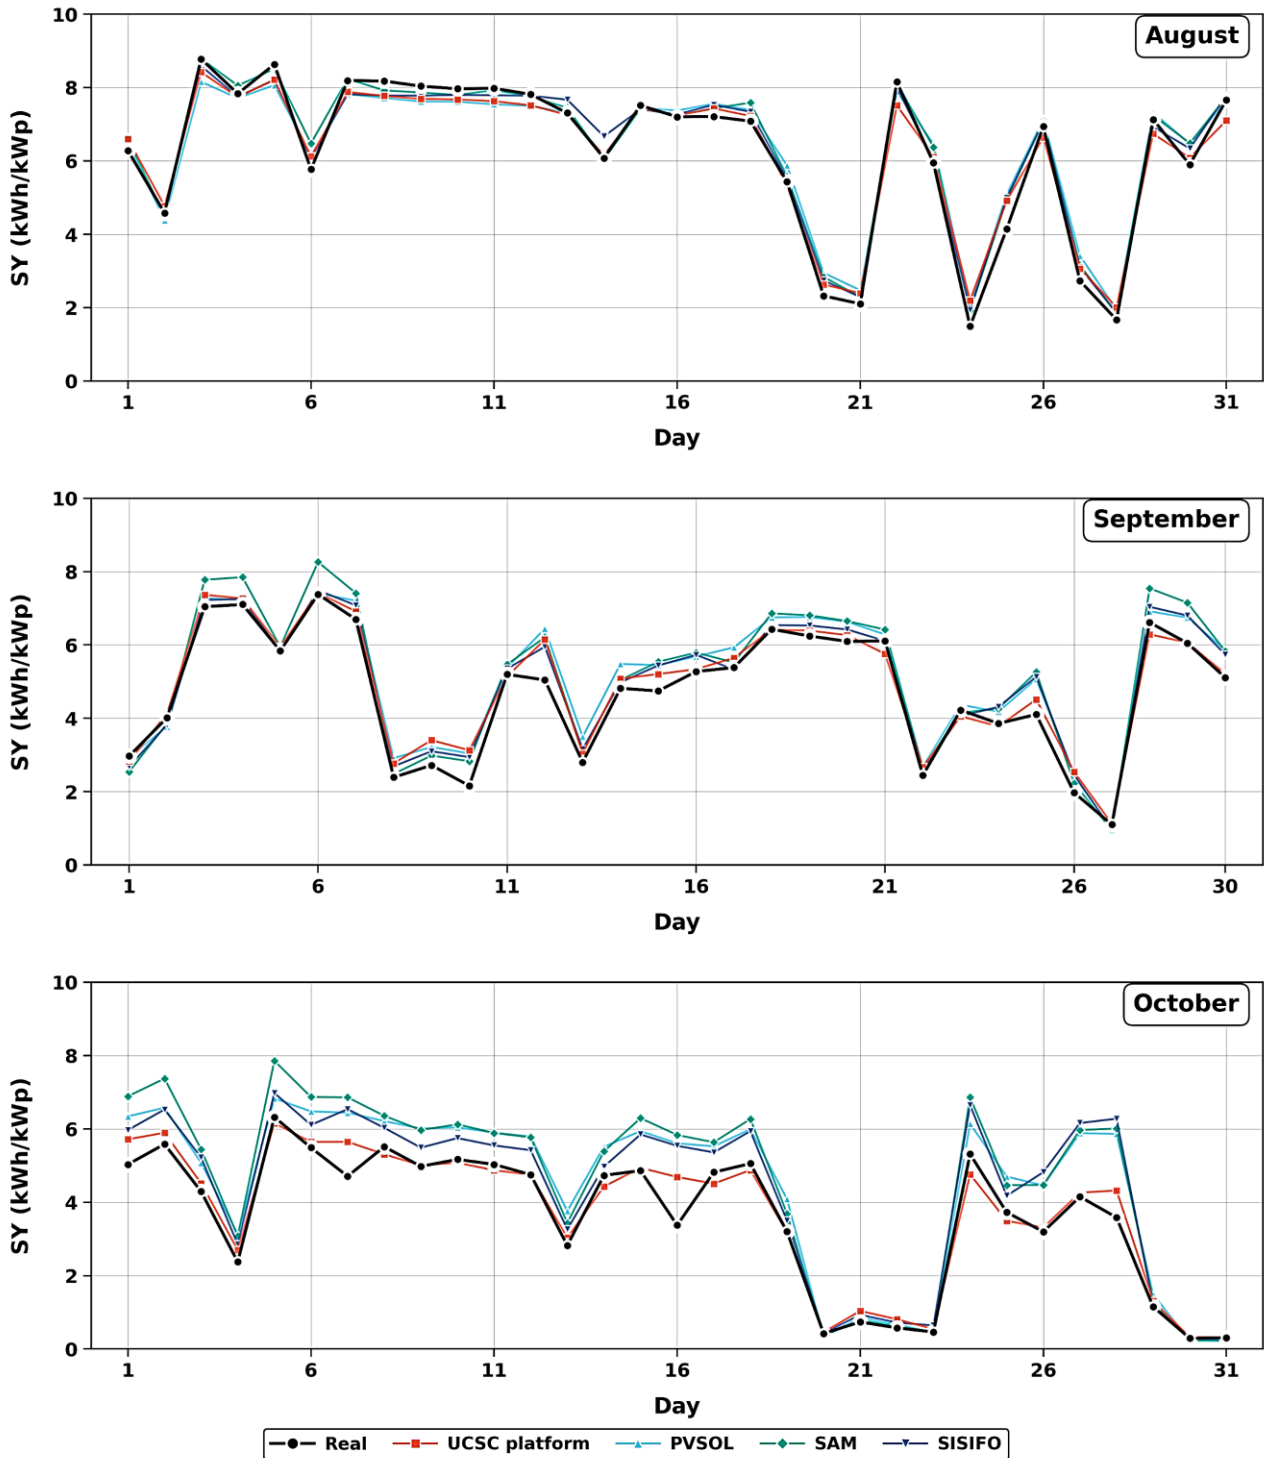 August
10
8
6
4
2
0
SY (kWh/kWp)
1 6 11 16 21 26 31
Day
September
10
8
6
4
2
0
SY (kWh/kWp)
1 6 11 16 21 26 30
Day
October
10
8
6
4
2
0
SY (kWh/kWp)
1 6 11 16 21 26 31
Day
Real UCSC platform PVSOL SAM SISIFO